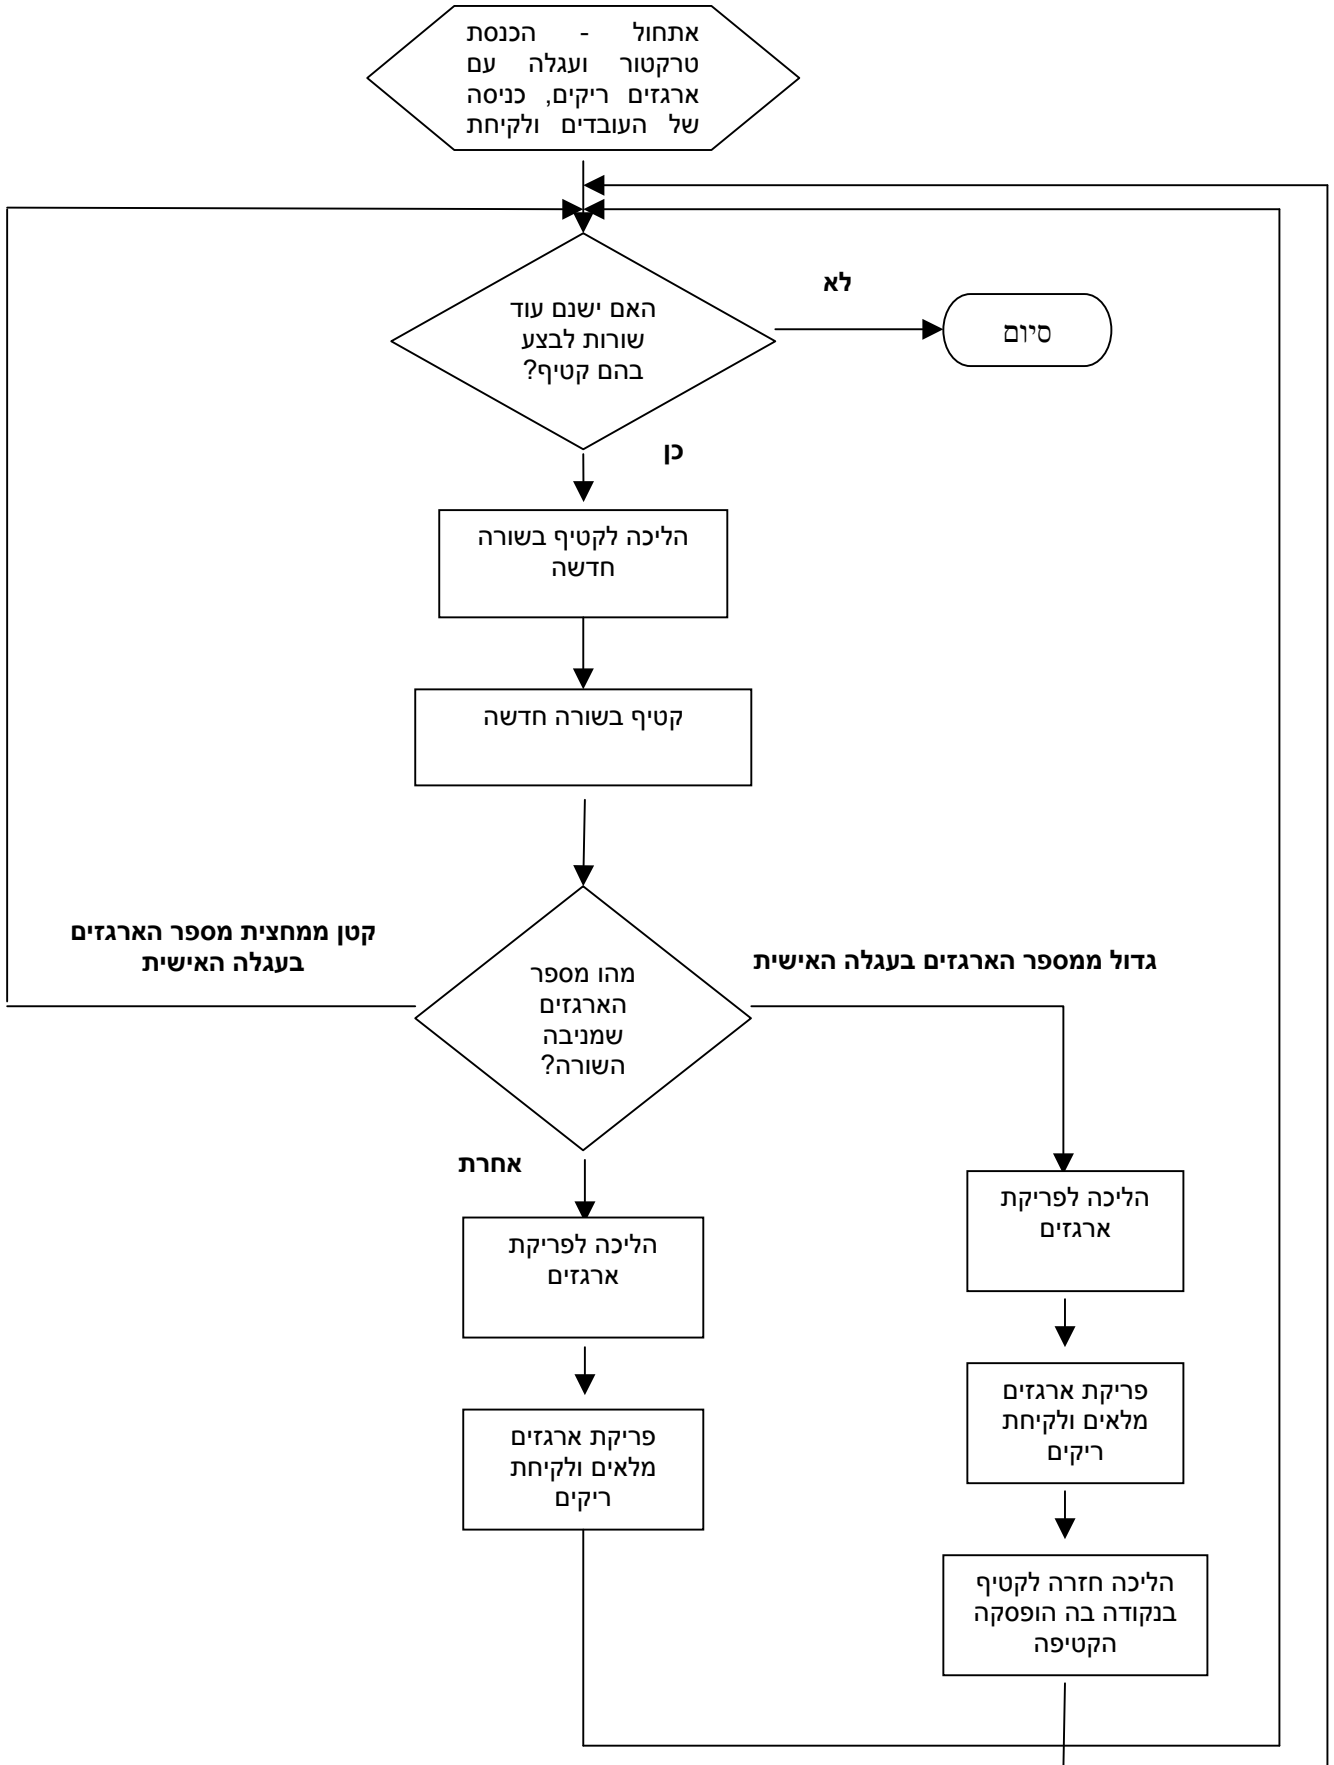 אתחול - הכנסת
טרקטור ועגלה עם
ארגזים ריקים, כניסה
של העובדים ולקיחת
לא
האם ישנם עוד
שורות לבצע
בהם קטיף?
סיום
כן
הליכה לקטיף בשורה
חדשה
קטיף בשורה חדשה
גדול ממספר הארגזים בעגלה האישית
קטן ממחצית מספר הארגזים
בעגלה האישית
מהו מספר
הארגזים
שמניבה
השורה?
אחרת
הליכה לפריקת
ארגזים
הליכה לפריקת
ארגזים
פריקת ארגזים
מלאים ולקיחת
ריקים
פריקת ארגזים
מלאים ולקיחת
ריקים
הליכה חזרה לקטיף
בנקודה בה הופסקה
הקטיפה